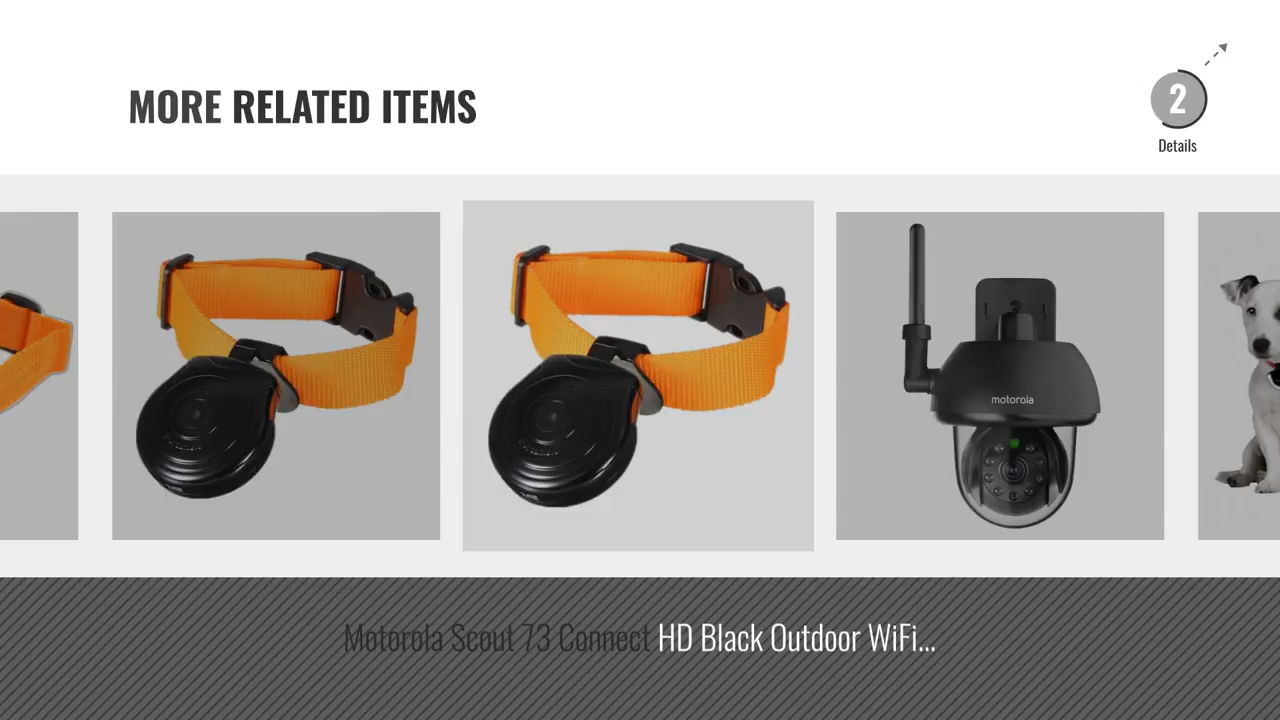 MORE RELATED ITEMS
2
Details
motorola
Motorola Scout 73 Connect HD Black Outdoor WiFi...